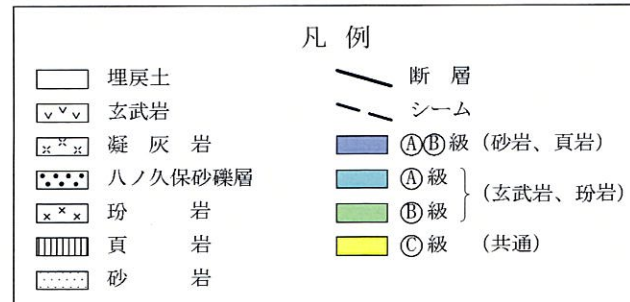 凡例
埋戻土
玄武岩
凝灰岩
八ノ久保砂礫層
玢岩
頁岩
砂岩
断層
シーム
ⒶⒷ級（砂岩、頁岩）
Ⓐ級
Ⓑ級
（玄武岩、玢岩）
Ⓒ級（共通）